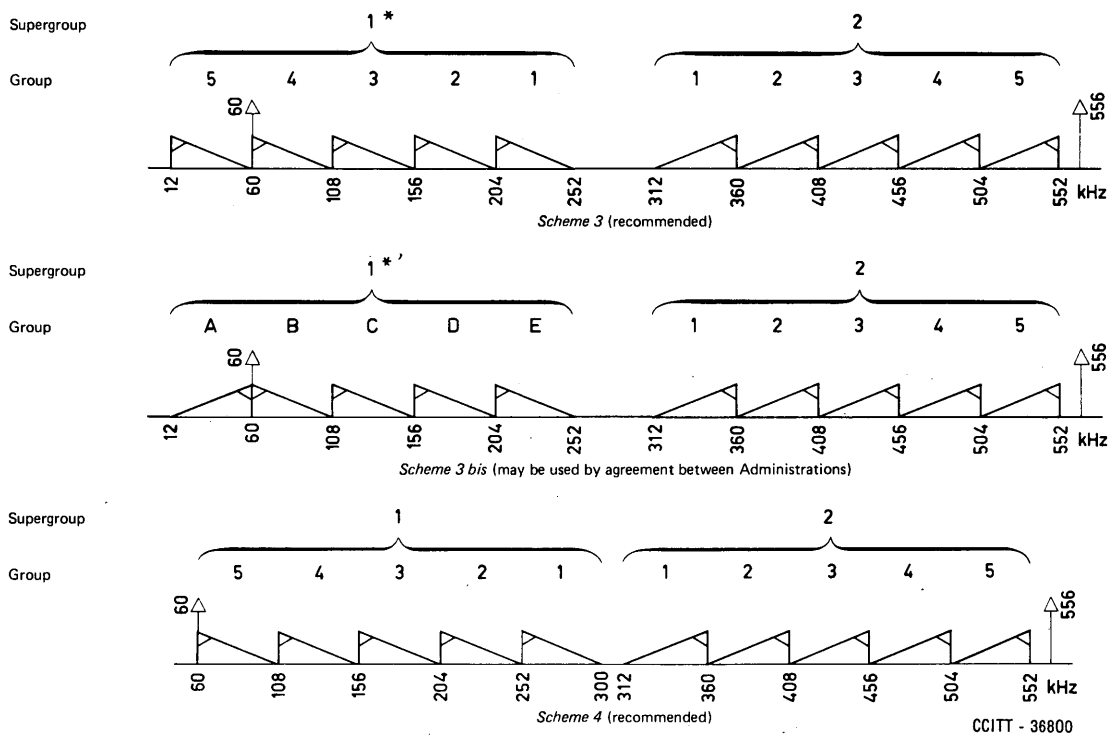 Supergroup 1 * 2
Group 5 4 3 2 1 1 2 3 4 5
60 556
12 60 108 156 204 252 312 360 408 456 504 552 kHz
Scheme 3 (recommended)
Supergroup 1 *' 2
Group A B C D E 1 2 3 4 5
60 556
12 60 108 156 204 252 312 360 408 456 504 552 kHz
Scheme 3 bis (may be used by agreement between Administrations)
Supergroup 1 2
Group 5 4 3 2 1 1 2 3 4 5
60 556
60 108 156 204 252 300 312 360 408 456 504 552 kHz
Scheme 4 (recommended)
CCITT - 36800